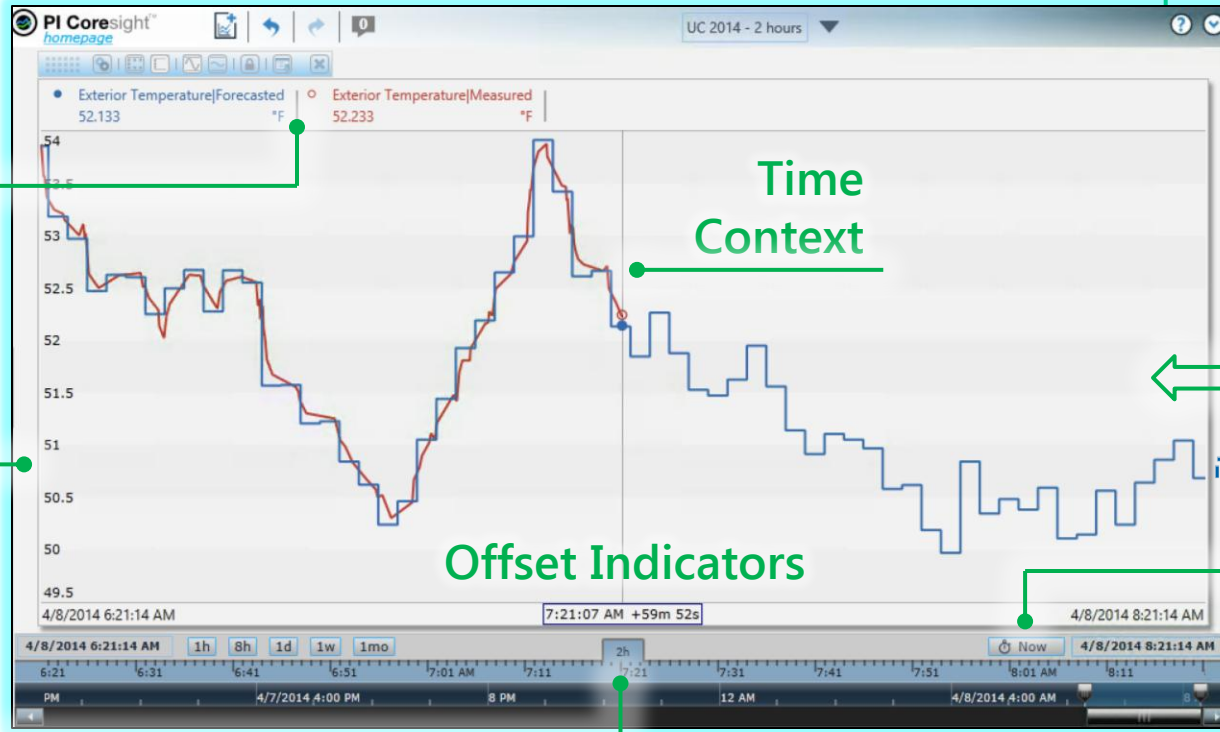 PI Coresight™
homepage
0
UC 2014 - 2 hours
?
Exterior Temperature|Forecasted
52.133 °F
Exterior Temperature|Measured
52.233 °F
54
53.5
53
52.5
52
51.5
51
50.5
50
49.5
Time
Context
Offset Indicators
4/8/2014 6:21:14 AM
7:21:07 AM +59m 52s
4/8/2014 8:21:14 AM
4/8/2014 6:21:14 AM
1h
8h
1d
1w
1mo
2h
Now
4/8/2014 8:21:14 AM
6:21
6:31
6:41
6:51
7:01 AM
7:11
7:21
7:31
7:41
7:51
8:01 AM
8:11
PM
4/7/2014 4:00 PM
8 PM
12 AM
4/8/2014 4:00 AM
8